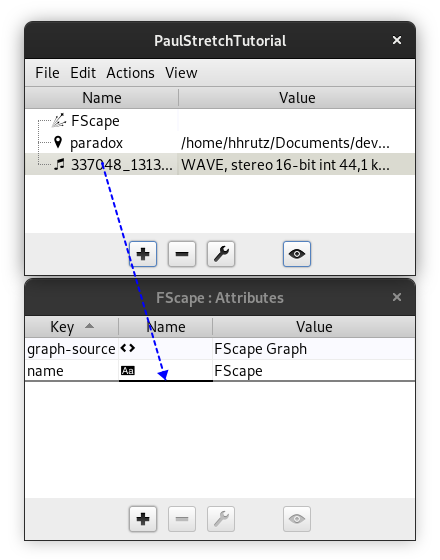 PaulStretchTutorial
File Edit Actions View
Name Value
FScape
paradox /home/hhrutz/Documents/dev...
337048_1313... WAVE, stereo 16-bit int 44,1 k...
FScape : Attributes
Key Name Value
graph-source FScape Graph
name Aa FScape